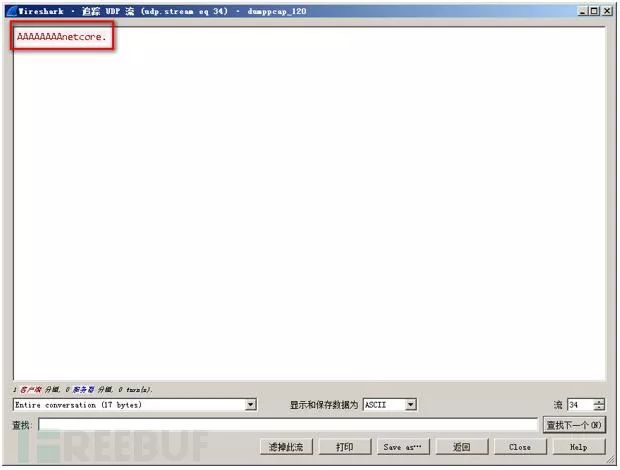 Wireshark · 追踪 UDP 流 (udp.stream eq 34) · dumppcap_120
AAAAAAAAnetcore.
1 客户端 分组, 0 服务器 分组, 0 turn(s).
Entire conversation (17 bytes) 显示和保存数据为 ASCII 流 34
查找: 查找下一个(N)
滤掉此流 打印 Save as… 返回 Close Help
FREEBUF